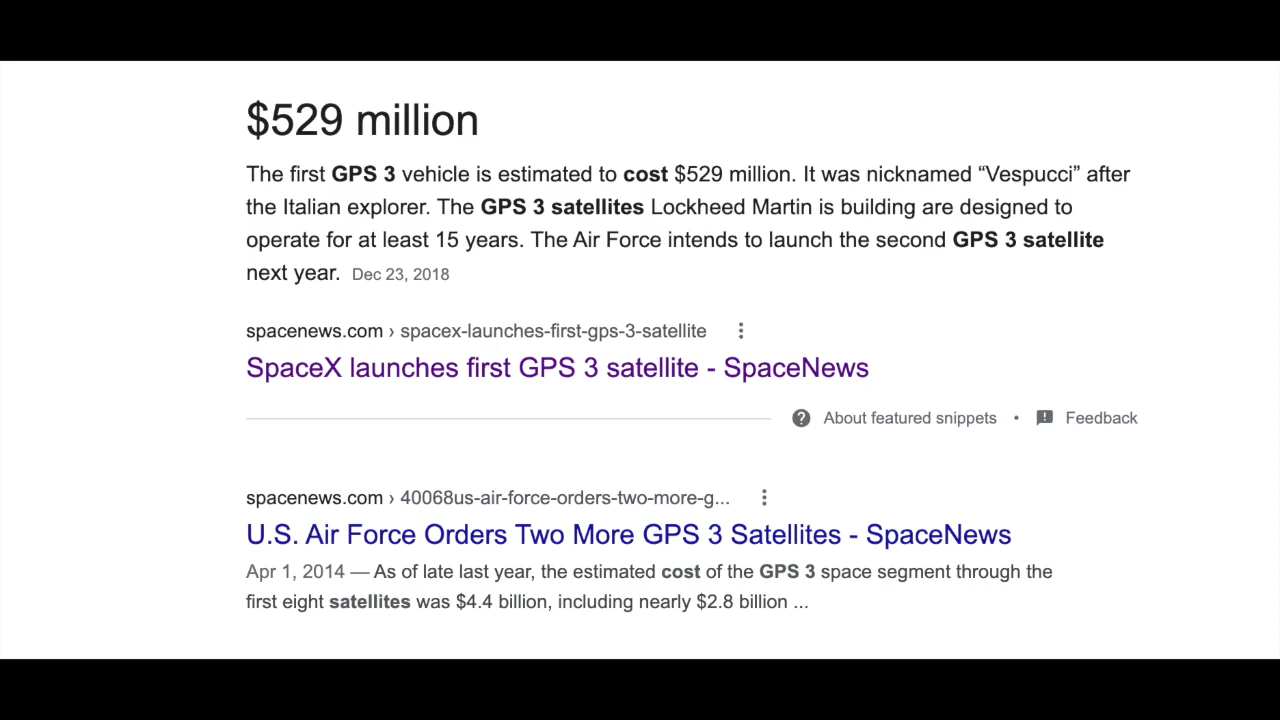 $529 million
The first GPS 3 vehicle is estimated to cost $529 million. It was nicknamed “Vespucci” after
the Italian explorer. The GPS 3 satellites Lockheed Martin is building are designed to
operate for at least 15 years. The Air Force intends to launch the second GPS 3 satellite
next year. Dec 23, 2018
spacenews.com › spacex-launches-first-gps-3-satellite
SpaceX launches first GPS 3 satellite - SpaceNews
About featured snippets • Feedback
spacenews.com › 40068us-air-force-orders-two-more-g...
U.S. Air Force Orders Two More GPS 3 Satellites - SpaceNews
Apr 1, 2014 — As of late last year, the estimated cost of the GPS 3 space segment through the
first eight satellites was $4.4 billion, including nearly $2.8 billion ...